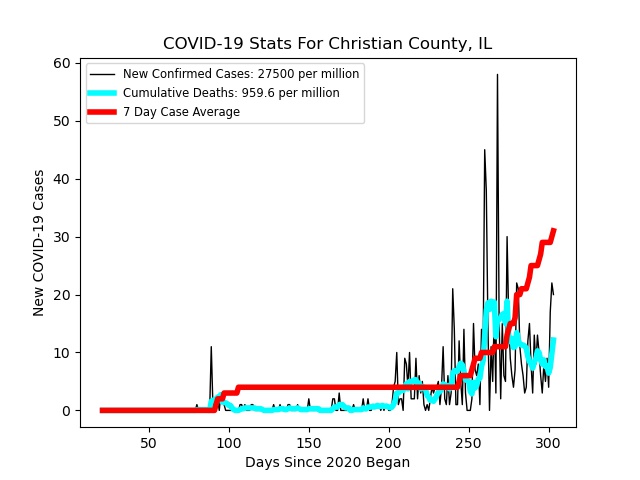 COVID-19 Stats For Christian County, IL
New Confirmed Cases: 27500 per million
Cumulative Deaths: 959.6 per million
7 Day Case Average
New COVID-19 Cases
60
50
40
30
20
10
0
50 100 150 200 250 300
Days Since 2020 Began